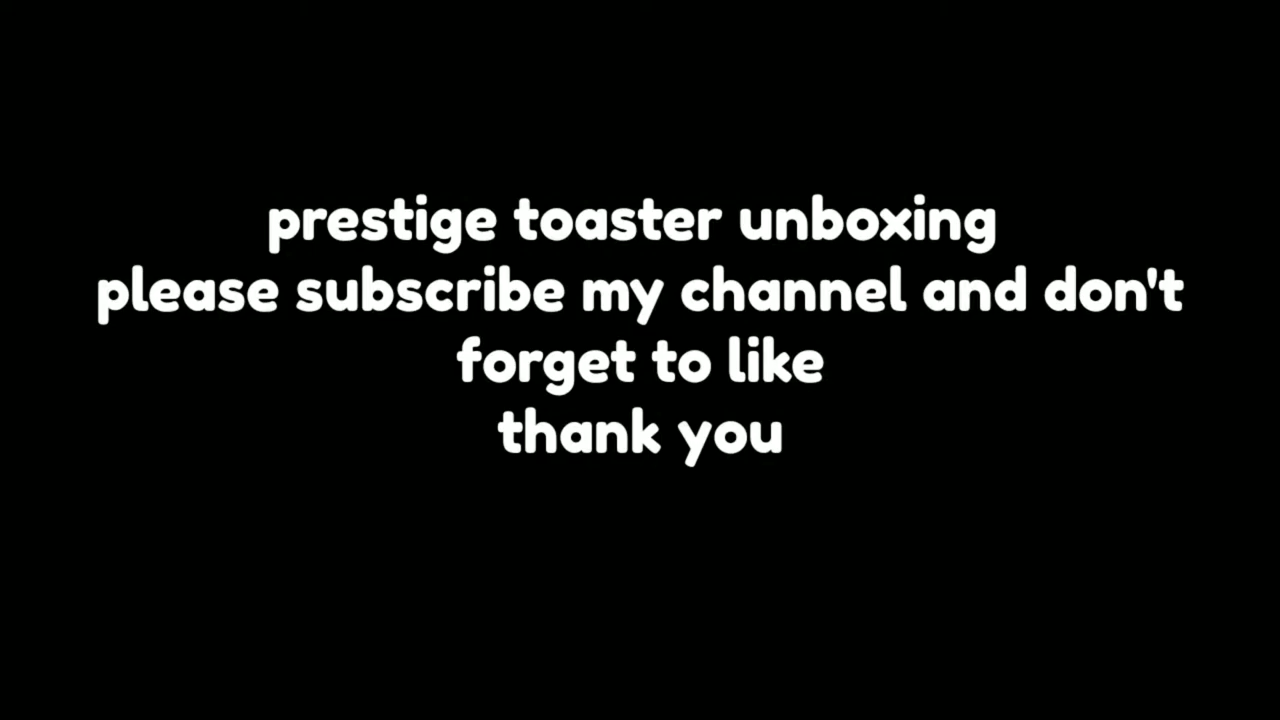 prestige toaster unboxing
please subscribe my channel and don't
forget to like
thank you